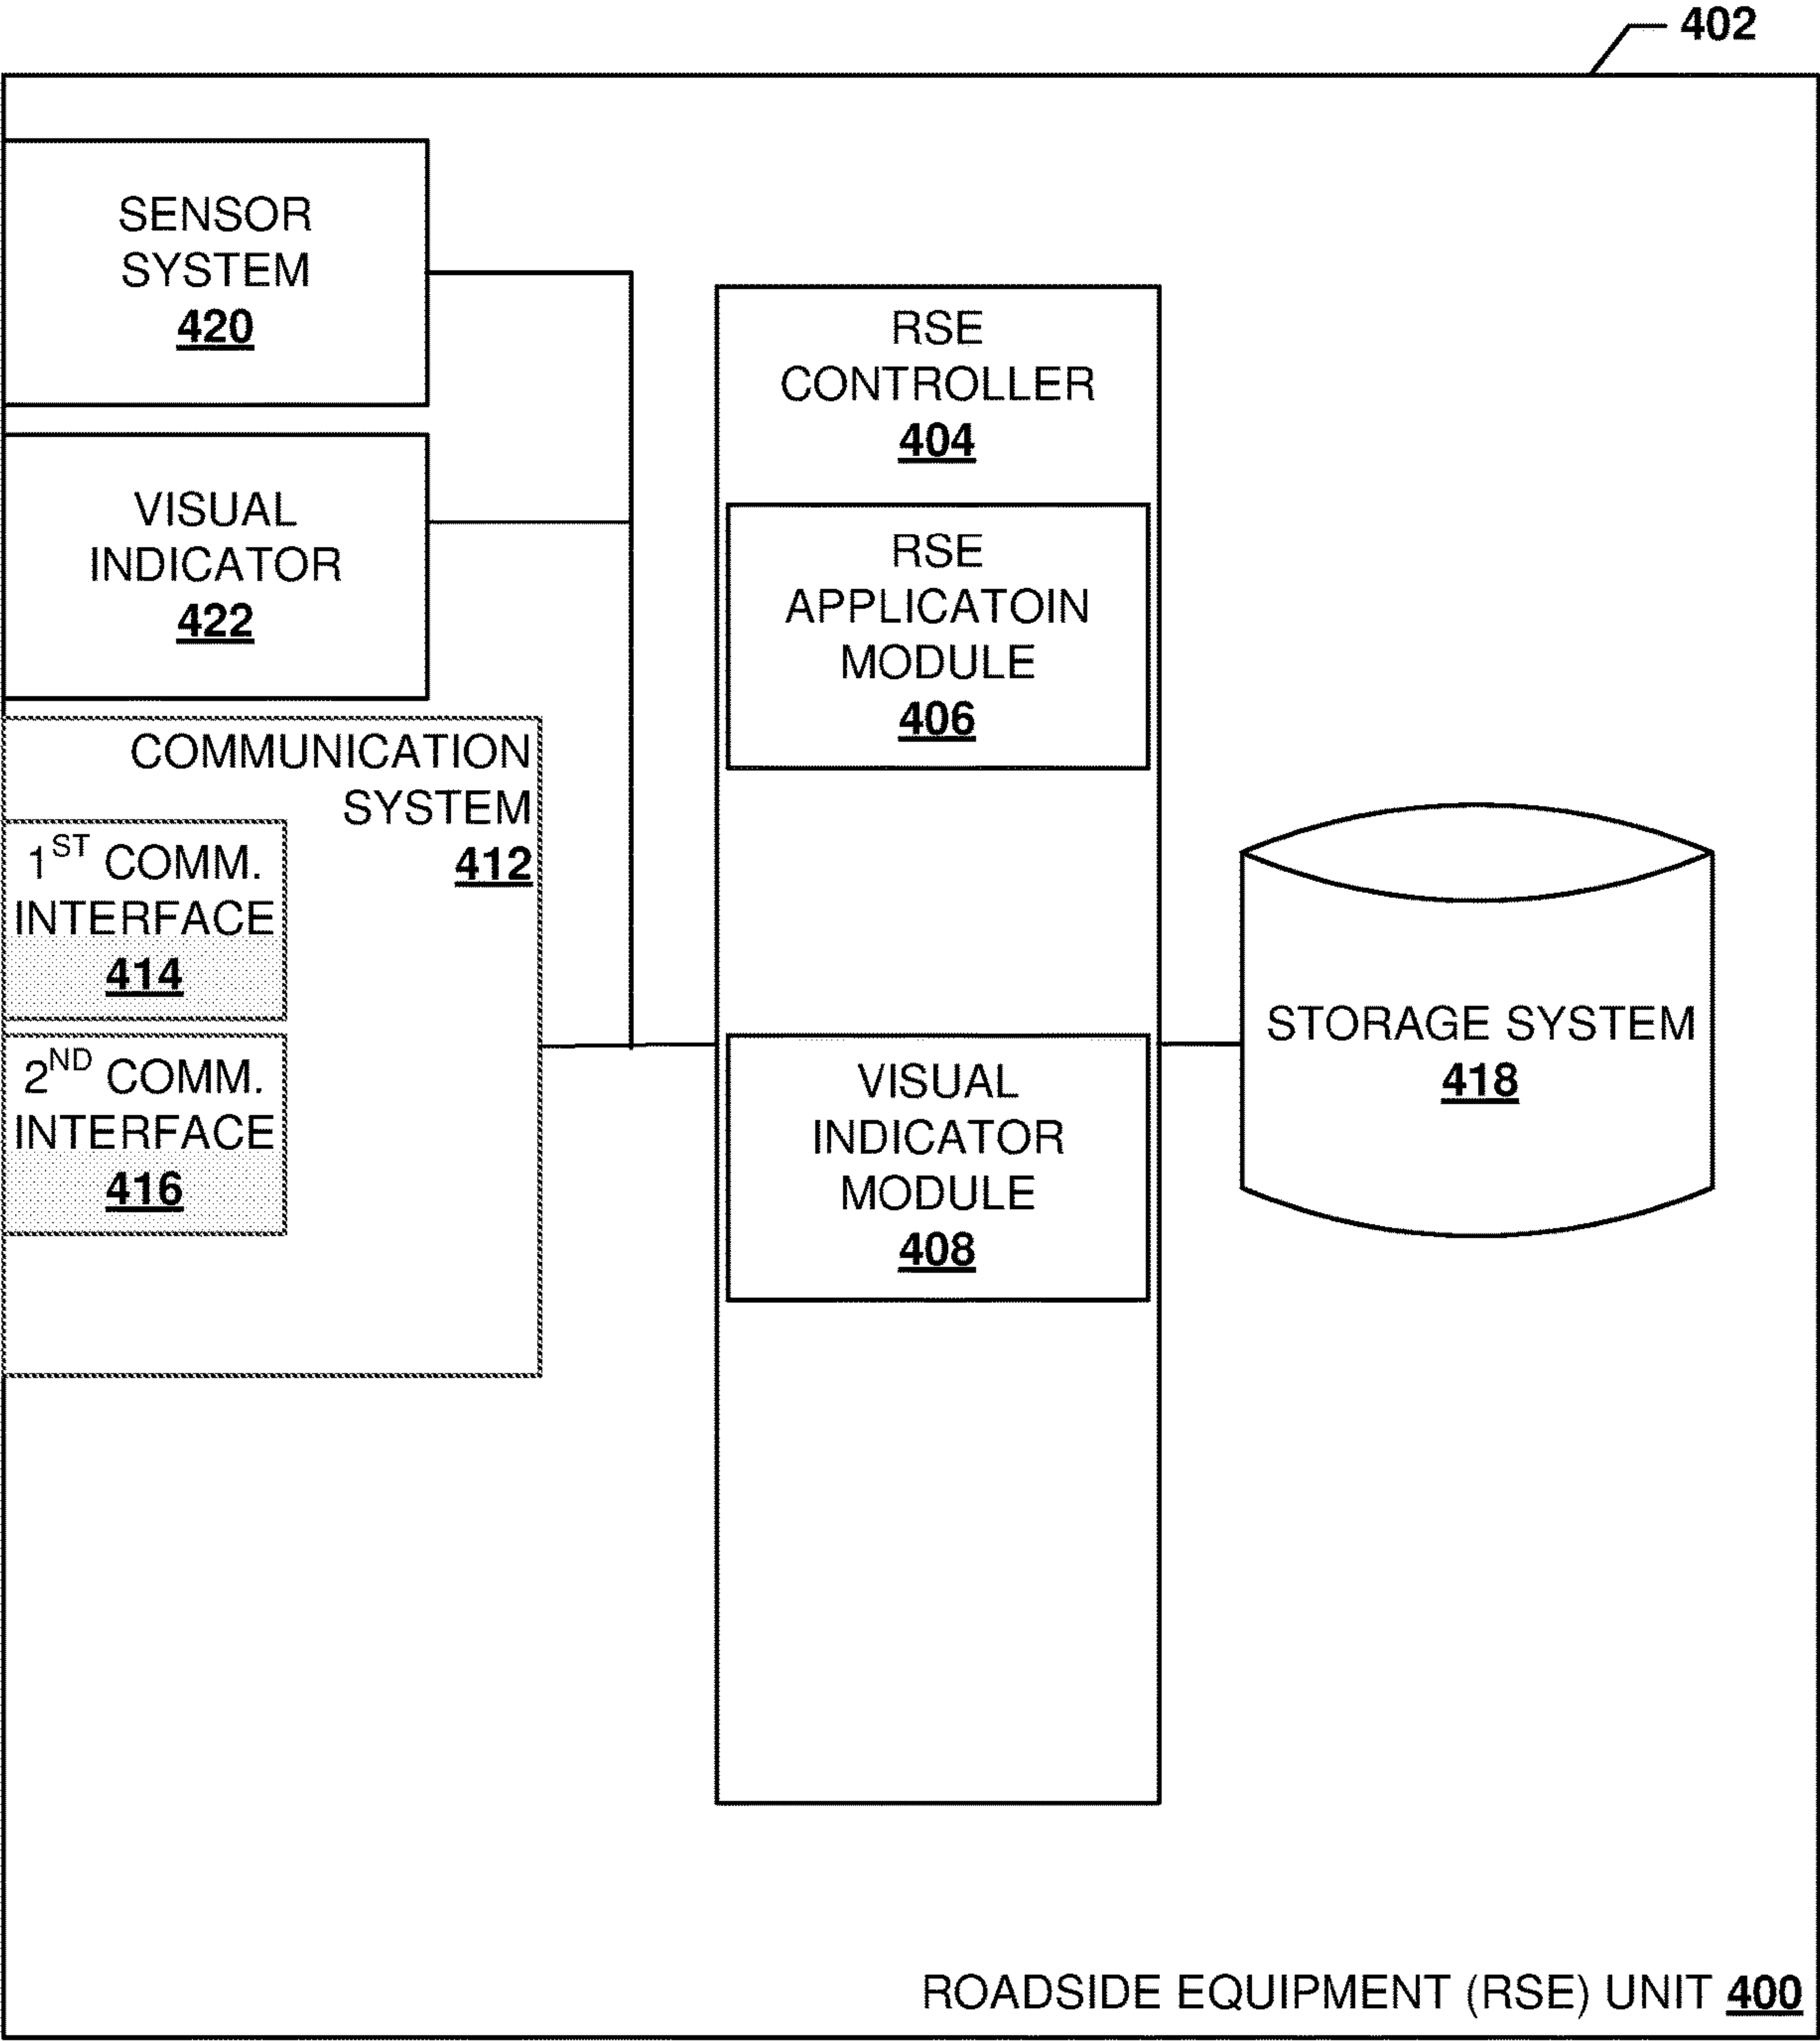 402
SENSOR
SYSTEM
420
VISUAL
INDICATOR
422
COMMUNICATION
SYSTEM
412
1ST COMM.
INTERFACE
414
2ND COMM.
INTERFACE
416
RSE
CONTROLLER
404
RSE
APPLICATOIN
MODULE
406
VISUAL
INDICATOR
MODULE
408
STORAGE SYSTEM
418
ROADSIDE EQUIPMENT (RSE) UNIT 400